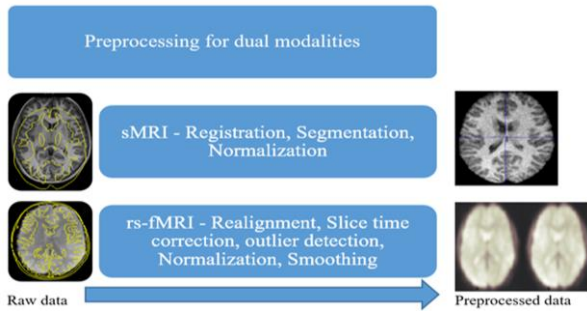 Preprocessing for dual modalities
sMRI - Registration, Segmentation,
Normalization
rs-fMRI - Realignment, Slice time
correction, outlier detection,
Normalization, Smoothing
Raw data
Preprocessed data